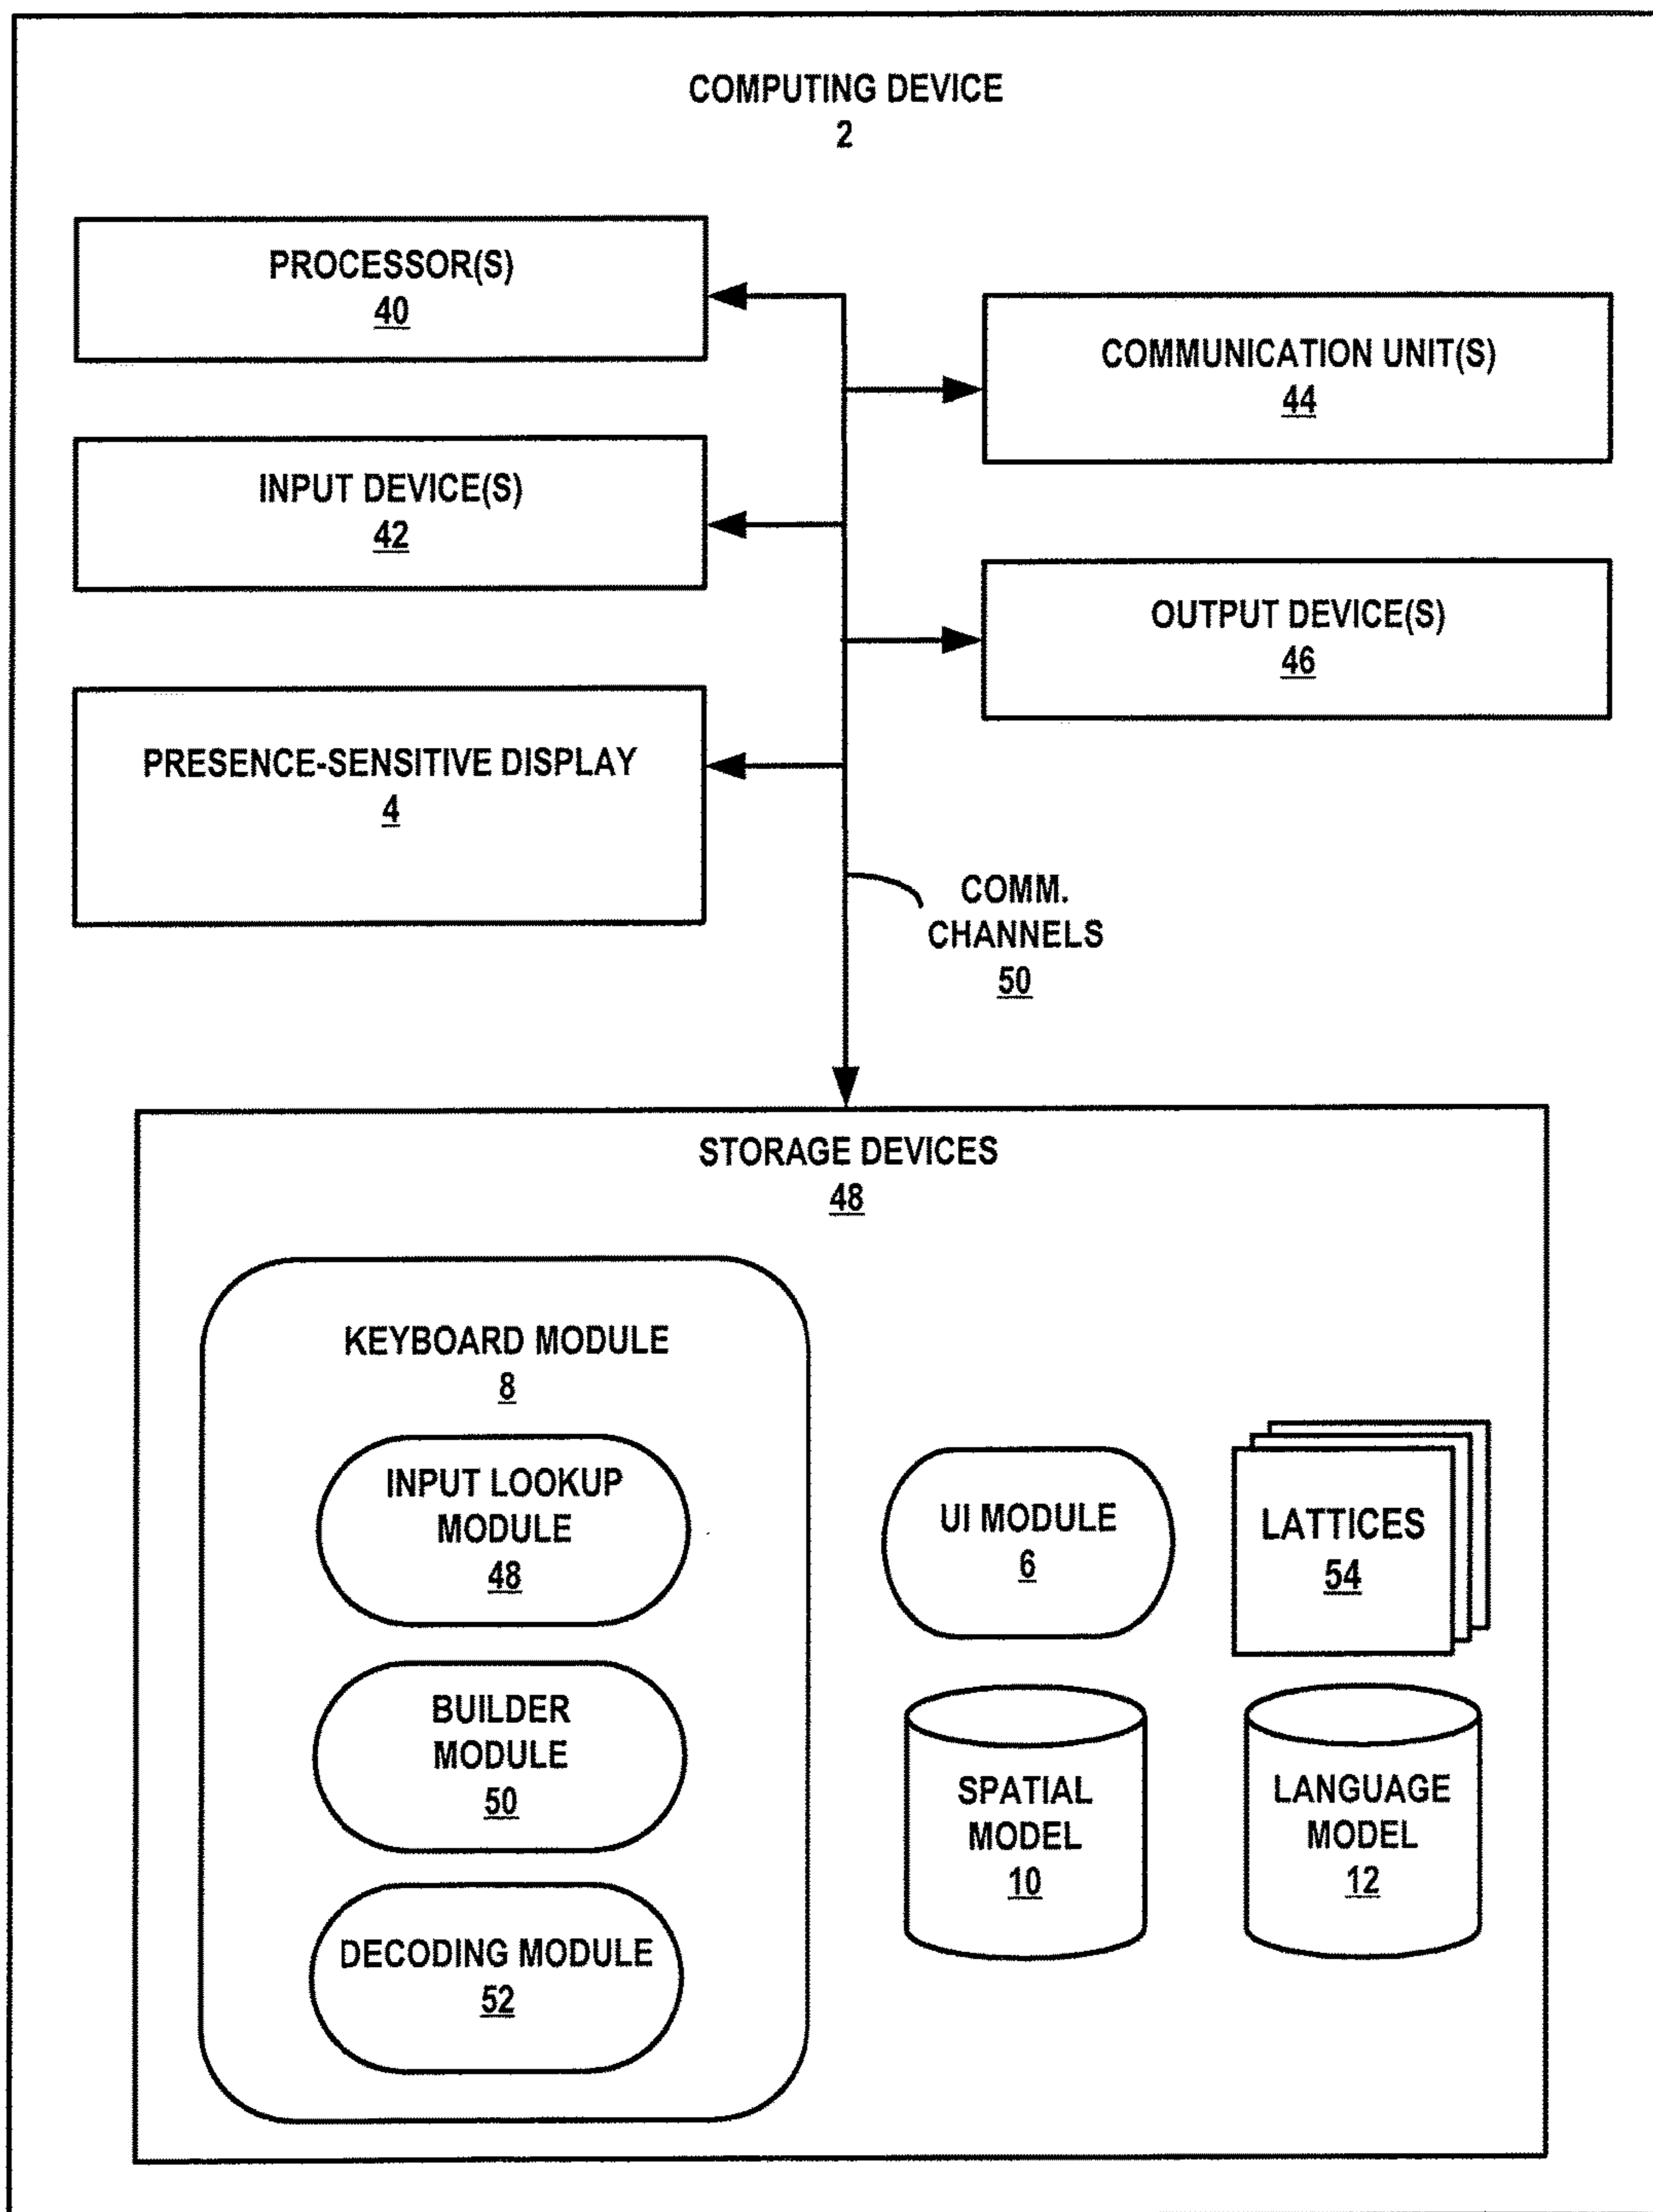 COMPUTING DEVICE
2
PROCESSOR(S)
40
COMMUNICATION UNIT(S)
44
INPUT DEVICE(S)
42
OUTPUT DEVICE(S)
46
PRESENCE-SENSITIVE DISPLAY
4
COMM.
CHANNELS
50
STORAGE DEVICES
48
KEYBOARD MODULE
8
INPUT LOOKUP
MODULE
48
BUILDER
MODULE
50
DECODING MODULE
52
UI MODULE
6
LATTICES
54
SPATIAL
MODEL
10
LANGUAGE
MODEL
12